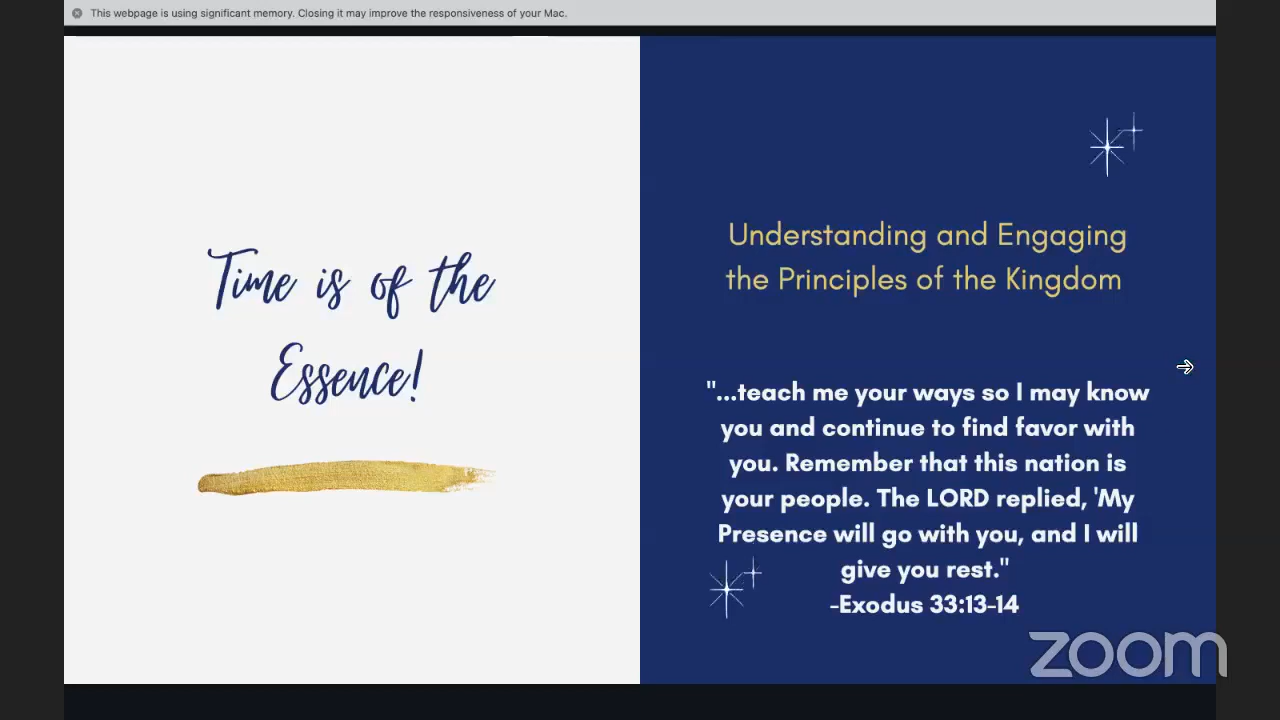 This webpage is using significant memory. Closing it may improve the responsiveness of your Mac.
Time is of the
Essence!
Understanding and Engaging
the Principles of the Kingdom
"...teach me your ways so I may know
you and continue to find favor with
you. Remember that this nation is
your people. The LORD replied, 'My
Presence will go with you, and I will
give you rest."
-Exodus 33:13-14
zoom